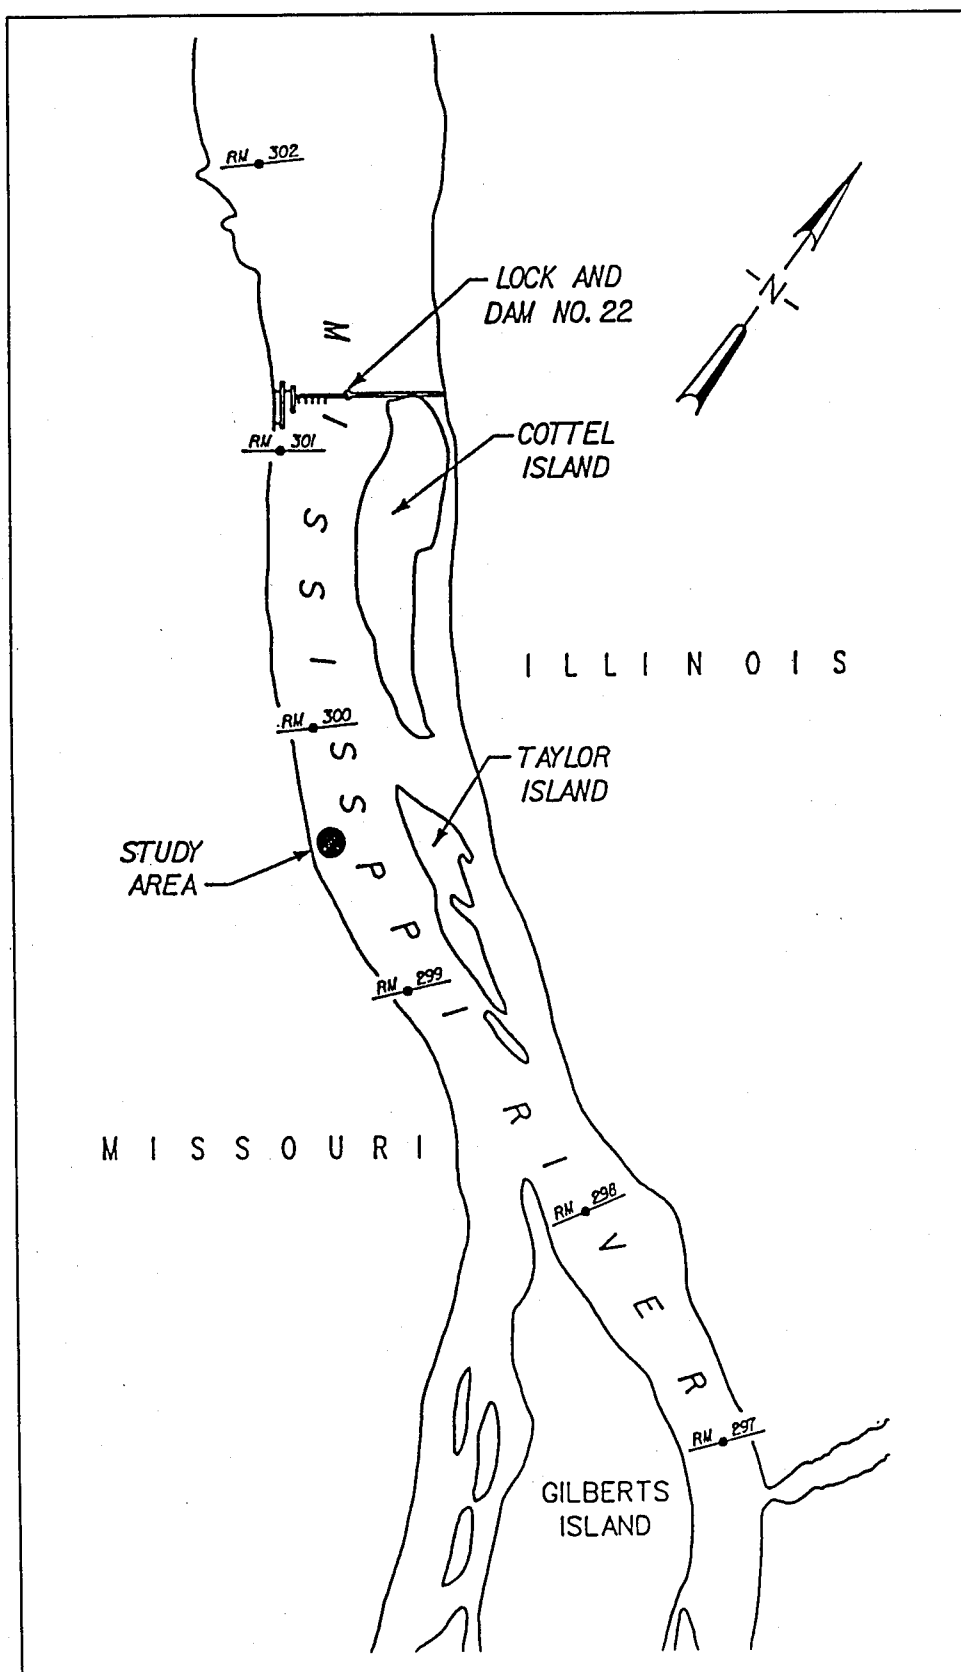 RM 302
N
LOCK AND
DAM NO. 22
RM 301
COTTEL
ISLAND
M I S S I S S P P I R I V E R
I L L I N O I S
RM 300
TAYLOR
ISLAND
STUDY
AREA
RM 299
M I S S O U R I
RM 298
RM 297
GILBERTS
ISLAND